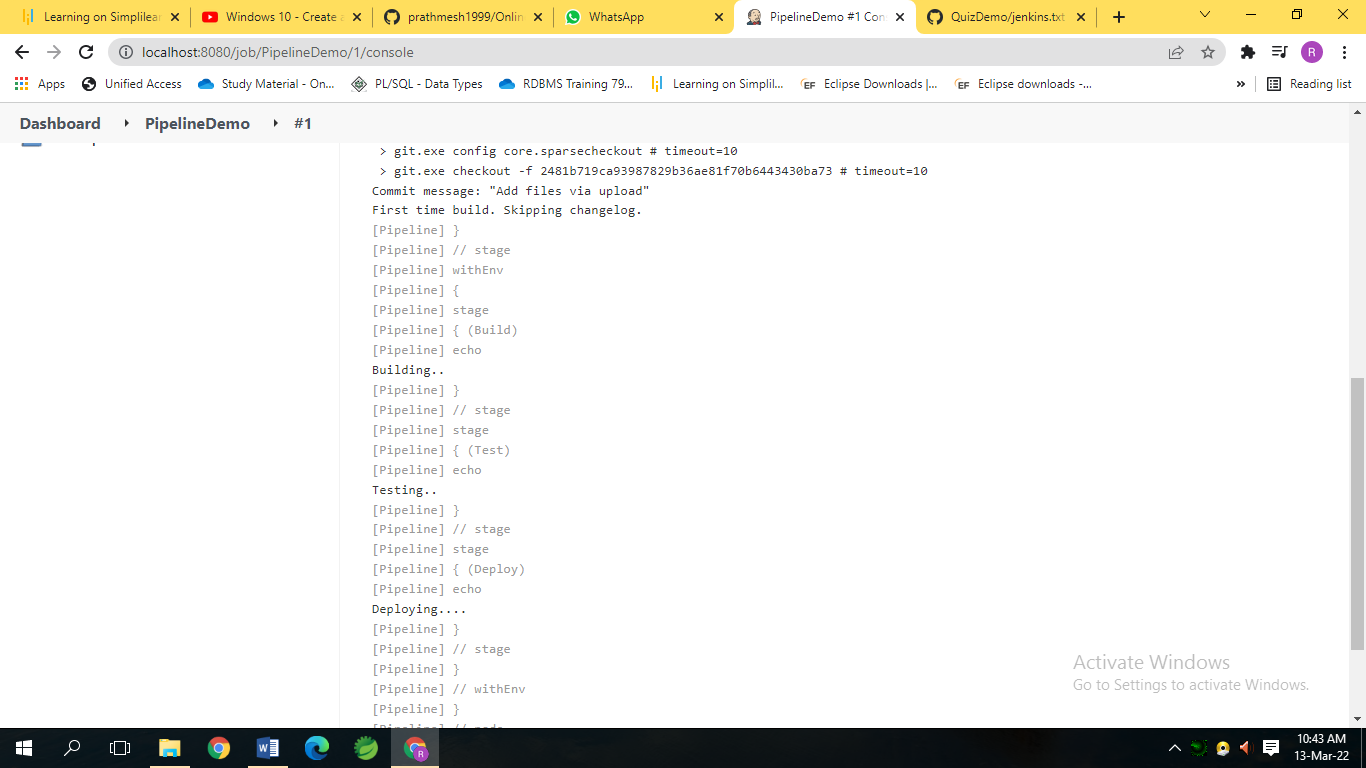 Learning on Simplilear
Windows 10 - Create a
prathmesh1999/Onlin
WhatsApp
PipelineDemo #1 Con
QuizDemo/jenkins.txt
localhost:8080/job/PipelineDemo/1/console
R
Apps
Unified Access
Study Material - On...
PL/SQL - Data Types
RDBMS Training 79...
Learning on Simplil...
EF Eclipse Downloads |...
EF Eclipse downloads -...
»
Reading list
Dashboard
PipelineDemo
#1
> git.exe config core.sparsecheckout # timeout=10
> git.exe checkout -f 2481b719ca93987829b36ae81f70b6443430ba73 # timeout=10
Commit message: "Add files via upload"
First time build. Skipping changelog.
[Pipeline] }
[Pipeline] // stage
[Pipeline] withEnv
[Pipeline] {
[Pipeline] stage
[Pipeline] { (Build)
[Pipeline] echo
Building..
[Pipeline] }
[Pipeline] // stage
[Pipeline] stage
[Pipeline] { (Test)
[Pipeline] echo
Testing..
[Pipeline] }
[Pipeline] // stage
[Pipeline] stage
[Pipeline] { (Deploy)
[Pipeline] echo
Deploying....
[Pipeline] }
[Pipeline] // stage
[Pipeline] }
[Pipeline] // withEnv
[Pipeline] }
[Pipeline] // node
Activate Windows
Go to Settings to activate Windows.
10:43 AM
13-Mar-22